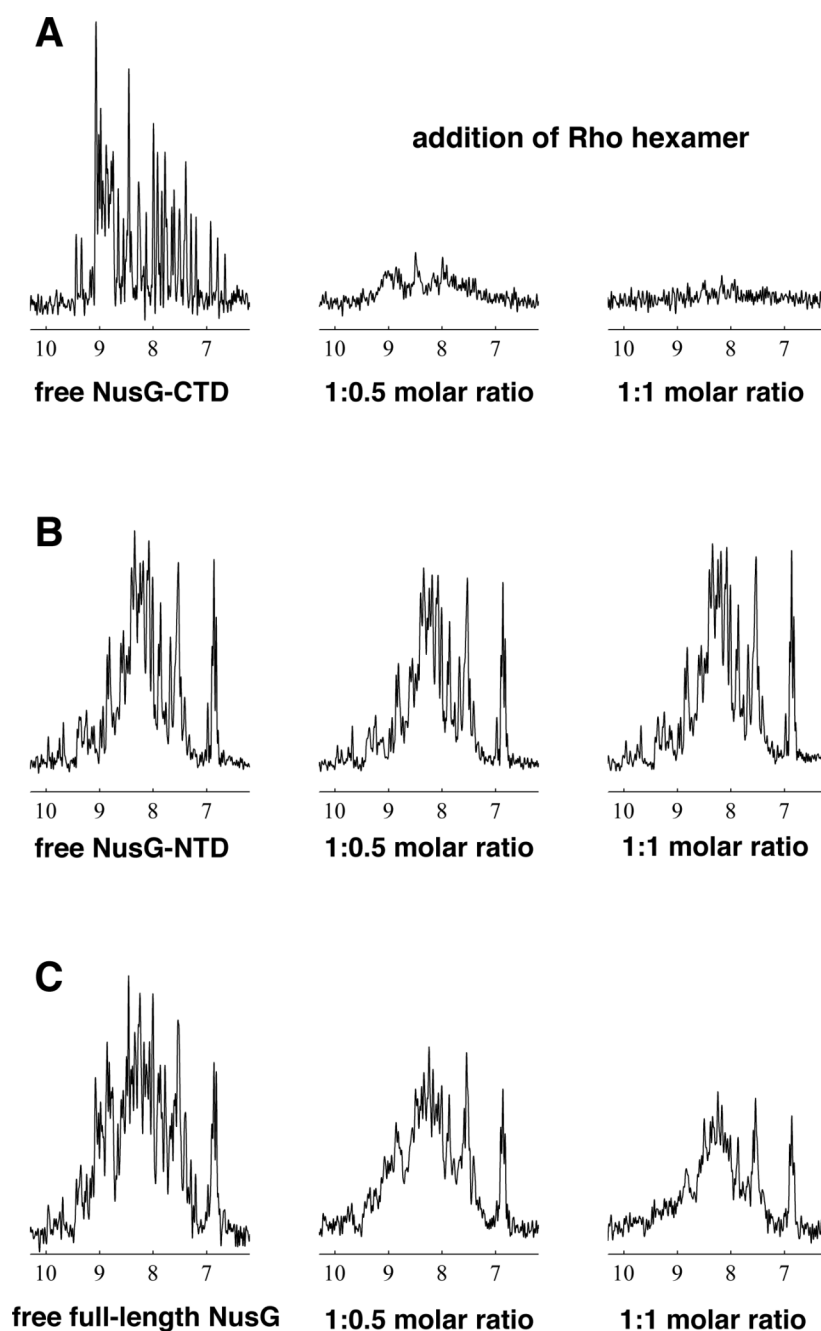 A
addition of Rho hexamer
10 9 8 7
10 9 8 7
10 9 8 7
free NusG-CTD
1:0.5 molar ratio
1:1 molar ratio
B
10 9 8 7
10 9 8 7
10 9 8 7
free NusG-NTD
1:0.5 molar ratio
1:1 molar ratio
C
10 9 8 7
10 9 8 7
10 9 8 7
free full-length NusG
1:0.5 molar ratio
1:1 molar ratio